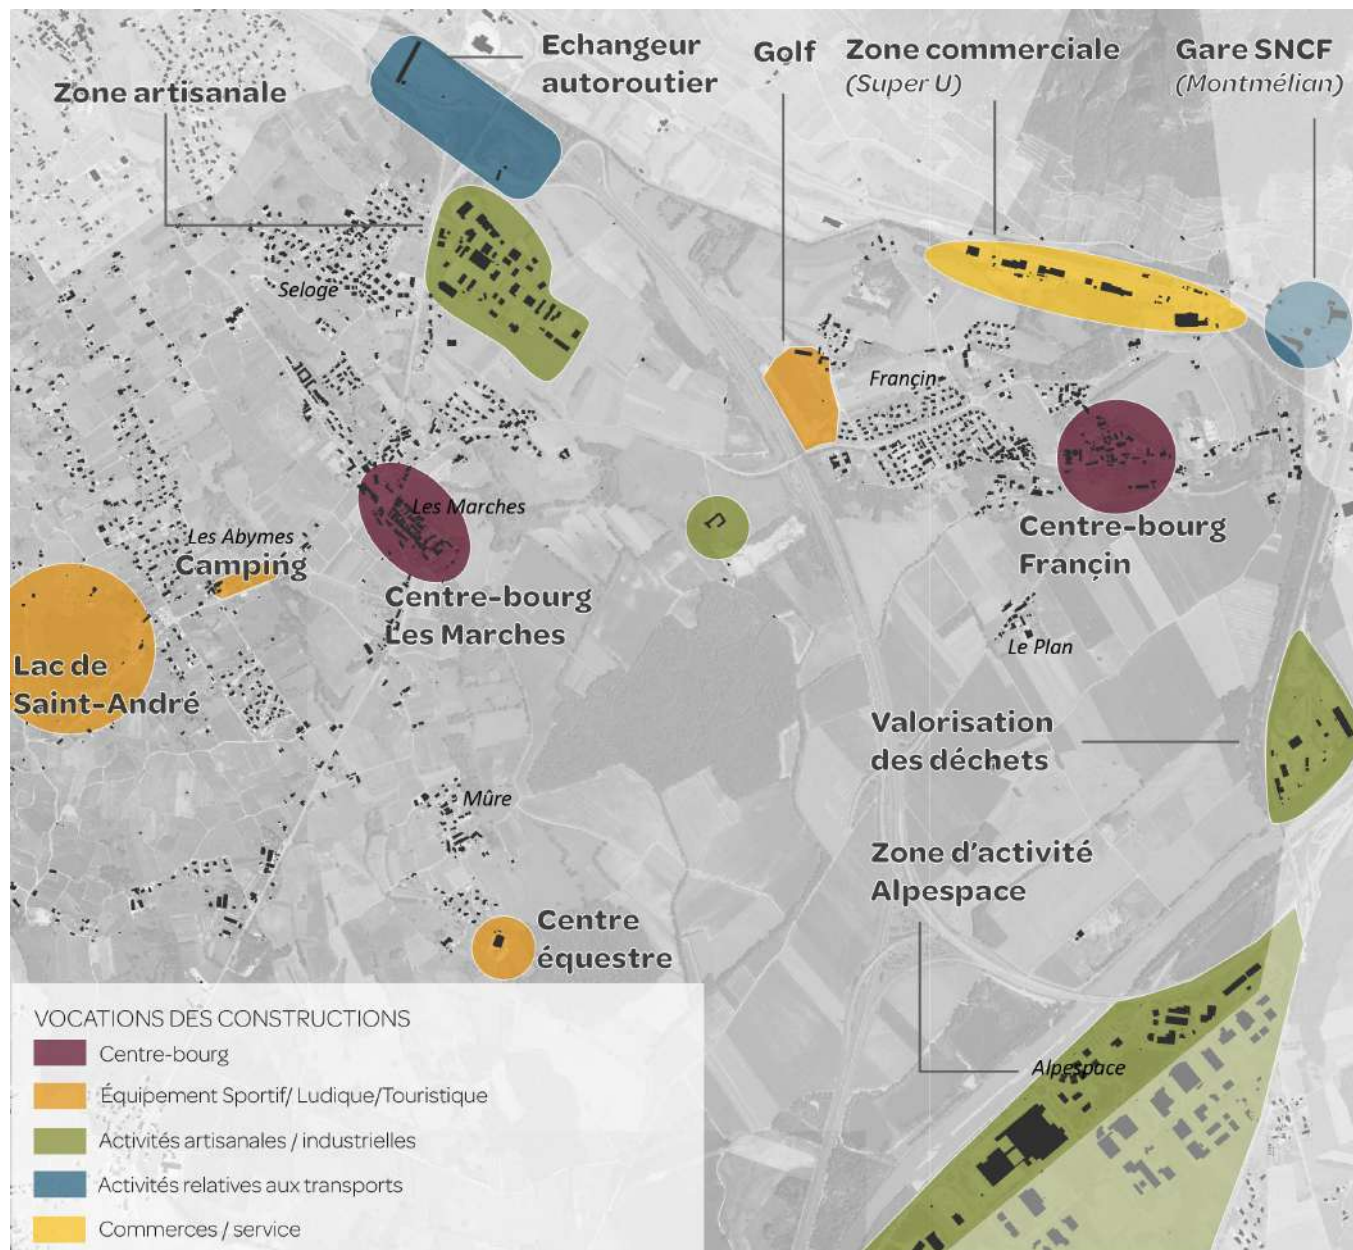 Echangeur
autoroutier
Golf
Zone commerciale
(Super U)
Gare SNCF
(Montmélian)
Zone artisanale
Seloge
Françin
Les Marches
Les Abymes
Camping
Centre-bourg
Françin
Centre-bourg
Les Marches
Le Plan
Lac de
Saint-André
Valorisation
des déchets
Mûre
Zone d'activité
Alpespace
Centre
équestre
Alpespace
VOCATIONS DES CONSTRUCTIONS
Centre-bourg
Équipement Sportif/ Ludique/Touristique
Activités artisanales / industrielles
Activités relatives aux transports
Commerces / service